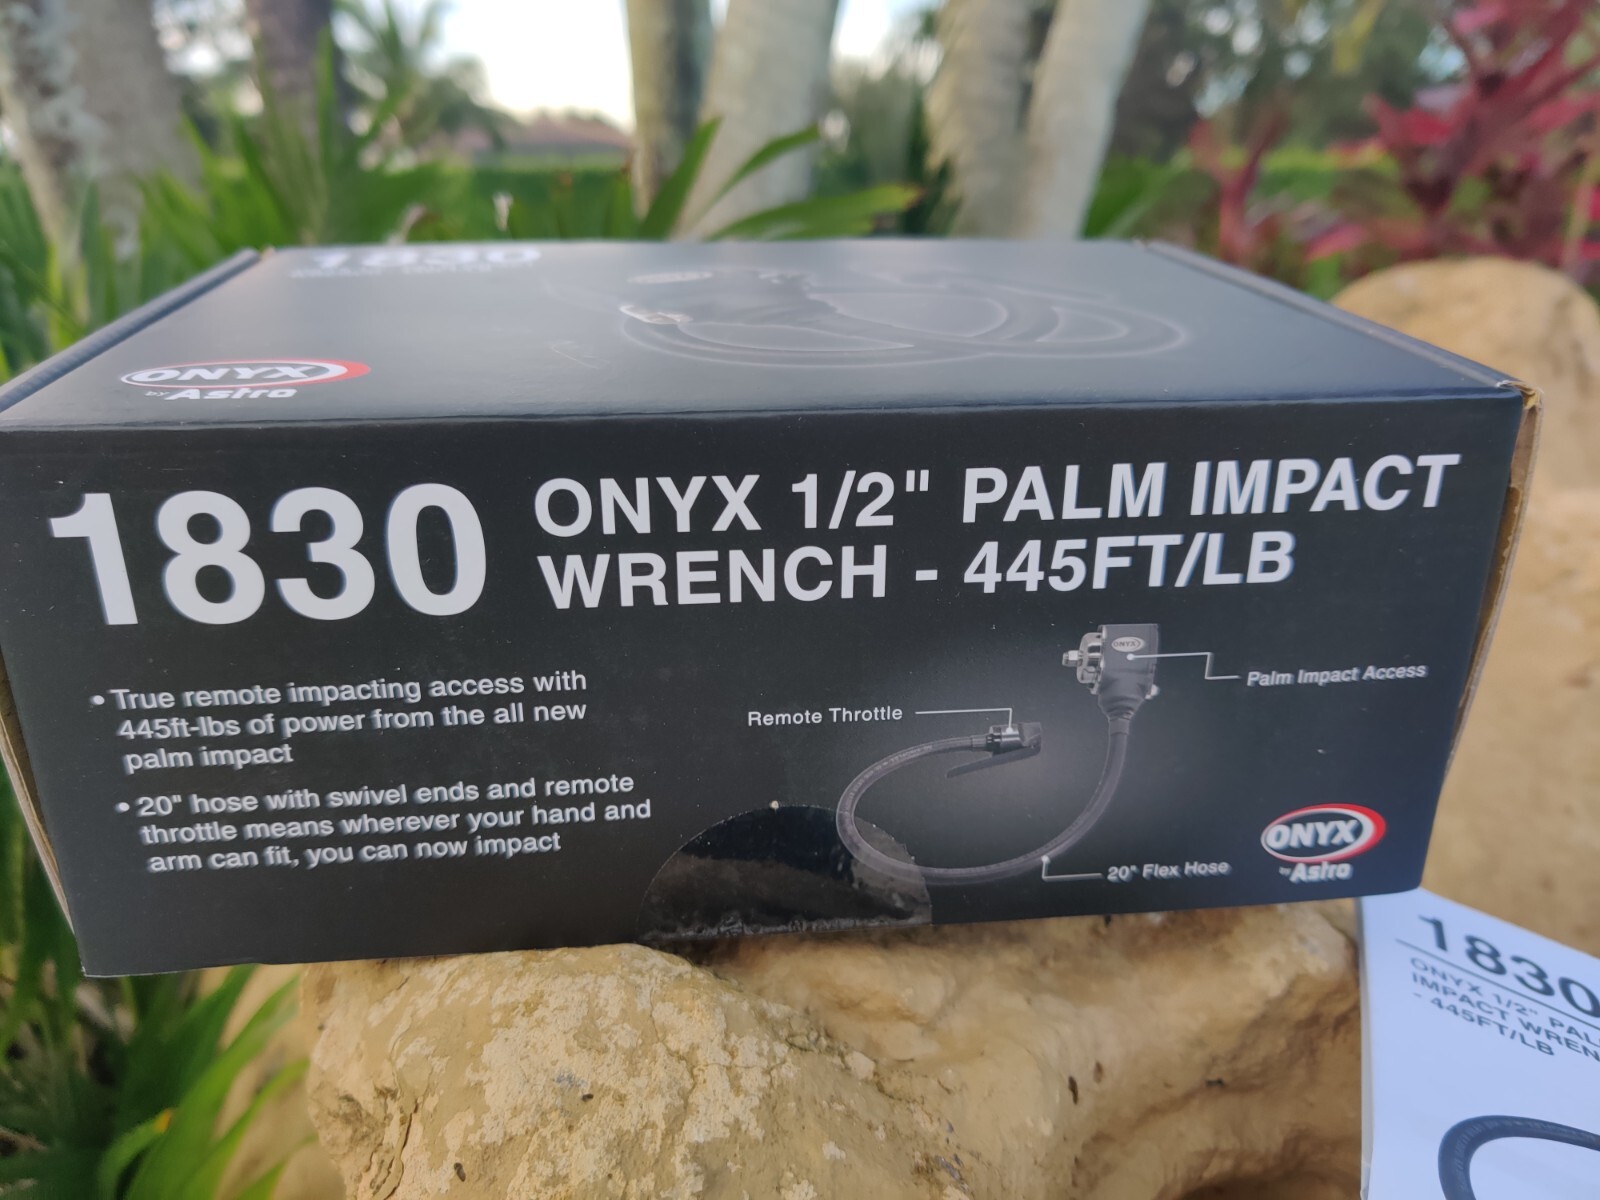 1830
ONYX
by Astro
1830 ONYX 1/2" PALM IMPACT
WRENCH - 445FT/LB
• True remote impacting access with
445ft-lbs of power from the all new
palm impact
• 20" hose with swivel ends and remote
throttle means wherever your hand and
arm can fit, you can now impact
ONYX
Palm Impact Access
Remote Throttle
20" Flex Hose
ONYX
by Astro
1830
ONYX 1/2"
IMPACT
- 445FT/LB